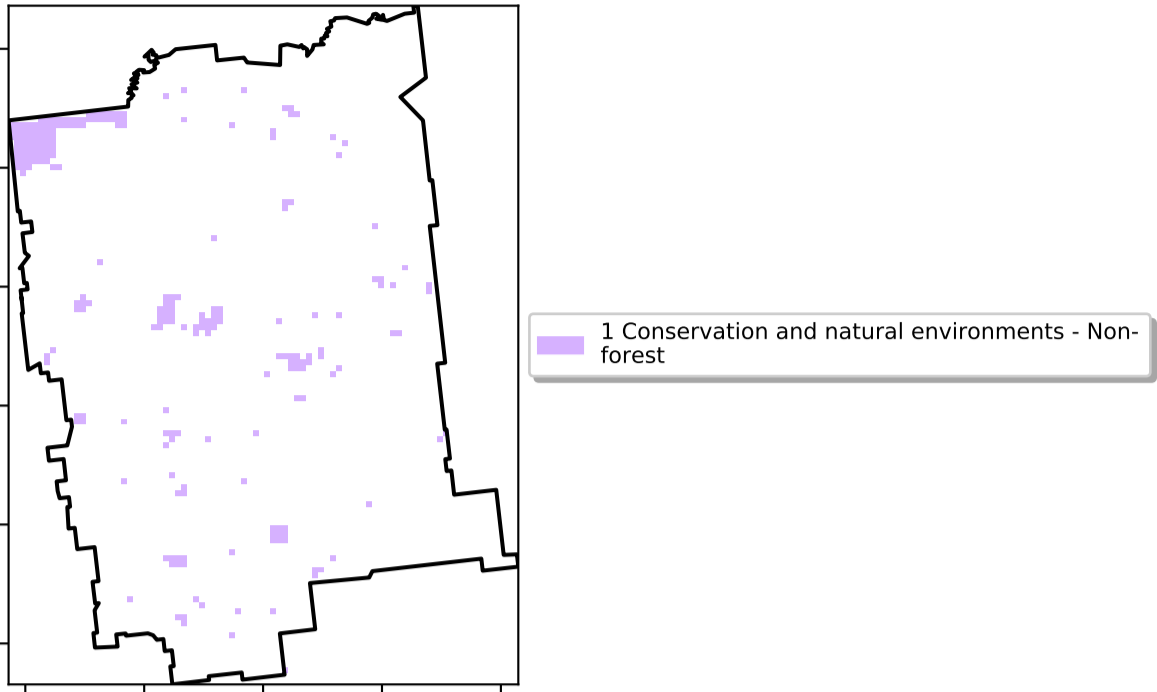 1 Conservation and natural environments - Non-
forest